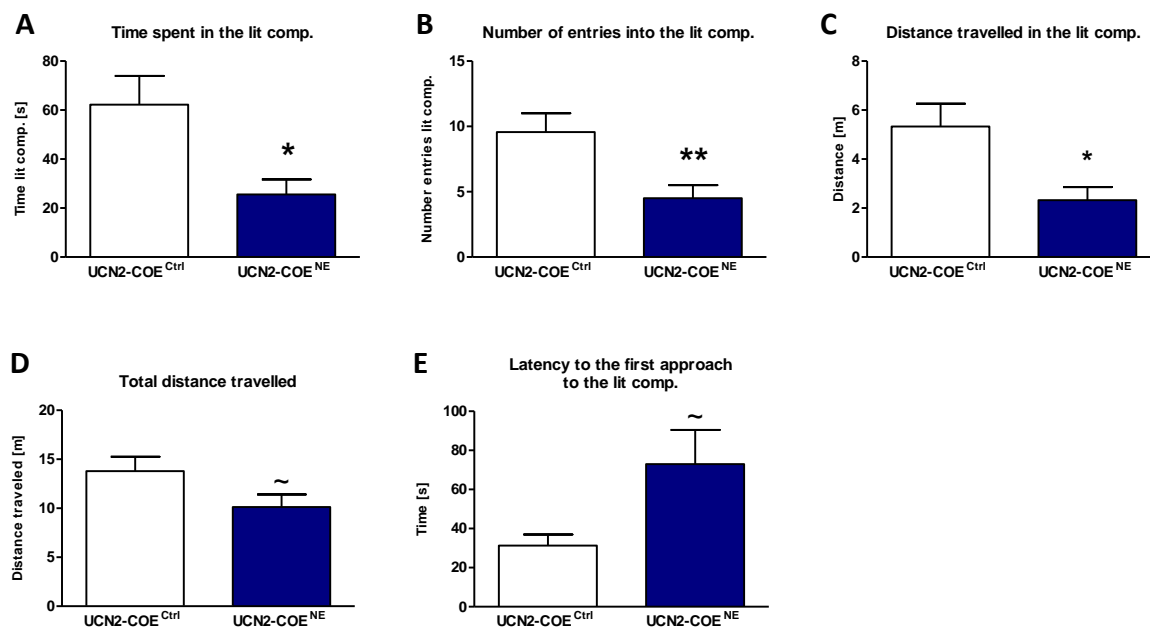 A
Time spent in the lit comp.
Time lit comp. [s]
80
60
40
20
0
*
UCN2-COE^Ctrl
UCN2-COE^NE
B
Number of entries into the lit comp.
Number entries lit comp.
15
10
5
0
**
UCN2-COE^Ctrl
UCN2-COE^NE
C
Distance travelled in the lit comp.
Distance [m]
8
6
4
2
0
*
UCN2-COE^Ctrl
UCN2-COE^NE
D
Total distance travelled
Distance traveled [m]
20
15
10
5
0
~
UCN2-COE^Ctrl
UCN2-COE^NE
E
Latency to the first approach
to the lit comp.
Time [s]
100
80
60
40
20
0
~
UCN2-COE^Ctrl
UCN2-COE^NE